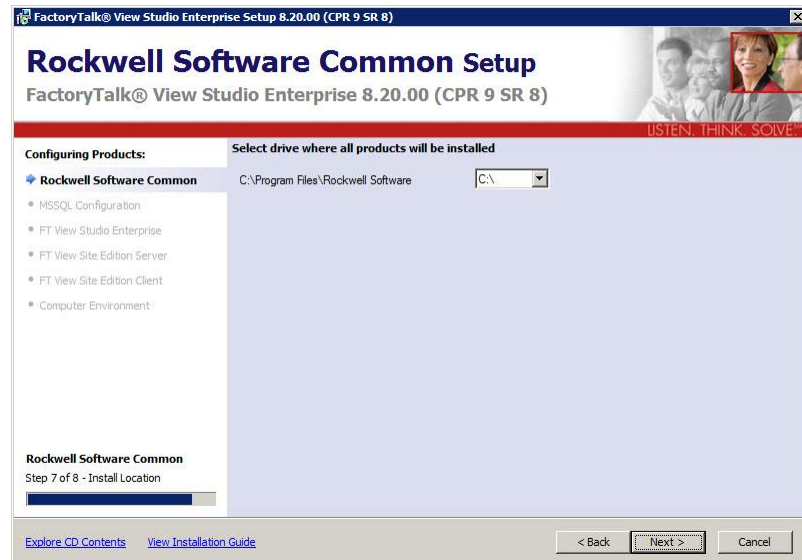 FactoryTalk® View Studio Enterprise Setup 8.20.00 (CPR 9 SR 8)
Rockwell Software Common Setup
FactoryTalk® View Studio Enterprise 8.20.00 (CPR 9 SR 8)
LISTEN. THINK. SOLVE.℠
Configuring Products:
Rockwell Software Common
MSSQL Configuration
FT View Studio Enterprise
FT View Site Edition Server
FT View Site Edition Client
Computer Environment
Select drive where all products will be installed
C:\Program Files\Rockwell Software
C:\
Rockwell Software Common
Step 7 of 8 - Install Location
Explore CD Contents
View Installation Guide
< Back
Next >
Cancel